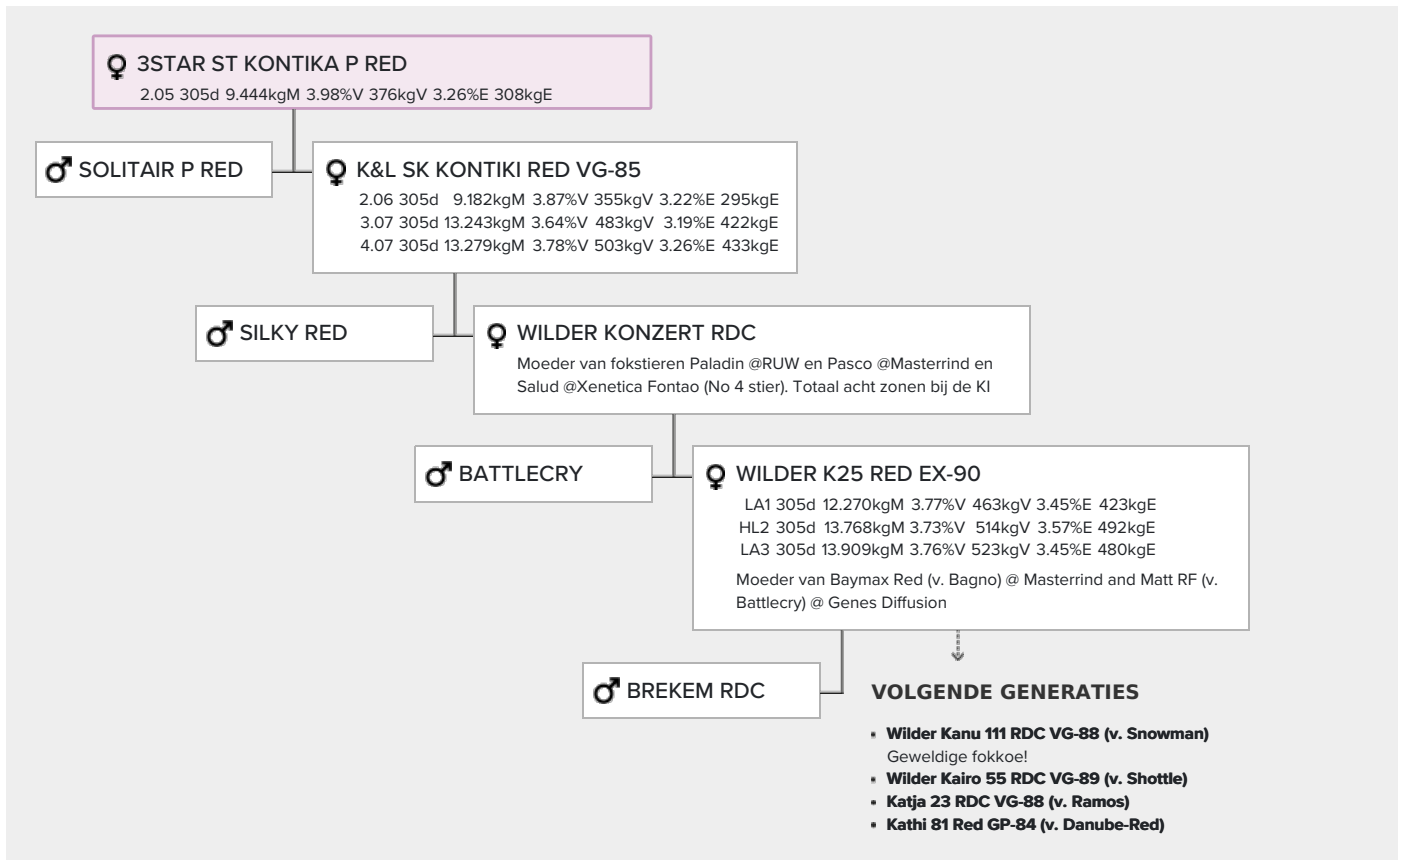 3STAR ST KONTIKA P RED
2.05 305d 9.444kgM 3.98%V 376kgV 3.26%E 308kgE
SOLITAIR P RED
K&L SK KONTIKI RED VG-85
2.06 305d 9.182kgM 3.87%V 355kgV 3.22%E 295kgE
3.07 305d 13.243kgM 3.64%V 483kgV 3.19%E 422kgE
4.07 305d 13.279kgM 3.78%V 503kgV 3.26%E 433kgE
SILKY RED
WILDER KONZERT RDC
Moeder van fokstieren Paladin @RUW en Pasco @Masterrind en
Salud @Xenetica Fontao (No 4 stier). Totaal acht zonen bij de KI
BATTLECRY
WILDER K25 RED EX-90
LA1 305d 12.270kgM 3.77%V 463kgV 3.45%E 423kgE
HL2 305d 13.768kgM 3.73%V 514kgV 3.57%E 492kgE
LA3 305d 13.909kgM 3.76%V 523kgV 3.45%E 480kgE
Moeder van Baymax Red (v. Bagno) @ Masterrind and Matt RF (v.
Battlecry) @ Genes Diffusion
BREKEM RDC
VOLGENDE GENERATIES
Wilder Kanu 111 RDC VG-88 (v. Snowman)
Geweldige fokkoe!
Wilder Kairo 55 RDC VG-89 (v. Shottle)
Katja 23 RDC VG-88 (v. Ramos)
Kathi 81 Red GP-84 (v. Danube-Red)